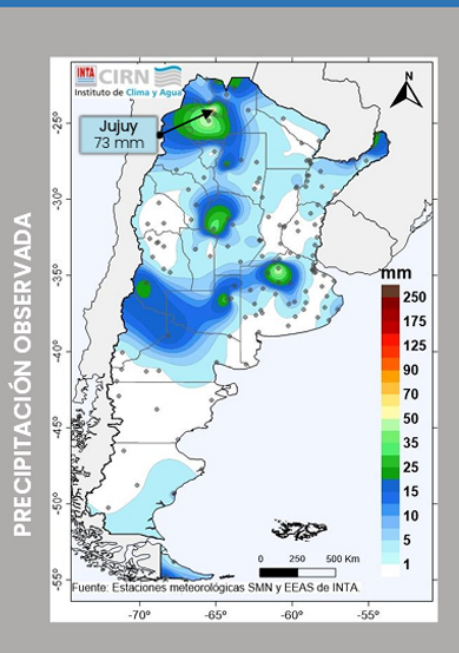 PRECIPITACIÓN OBSERVADA
INTA CIRN
Instituto de Clima y Agua
N
Jujuy
73 mm
-25°
-30°
-35°
-40°
-45°
-50°
-55°
mm
250
175
125
90
70
50
35
25
15
10
5
1
0 250 500 Km
Fuente: Estaciones meteorológicas SMN y EEAS de INTA.
-70° -65° -60° -55°